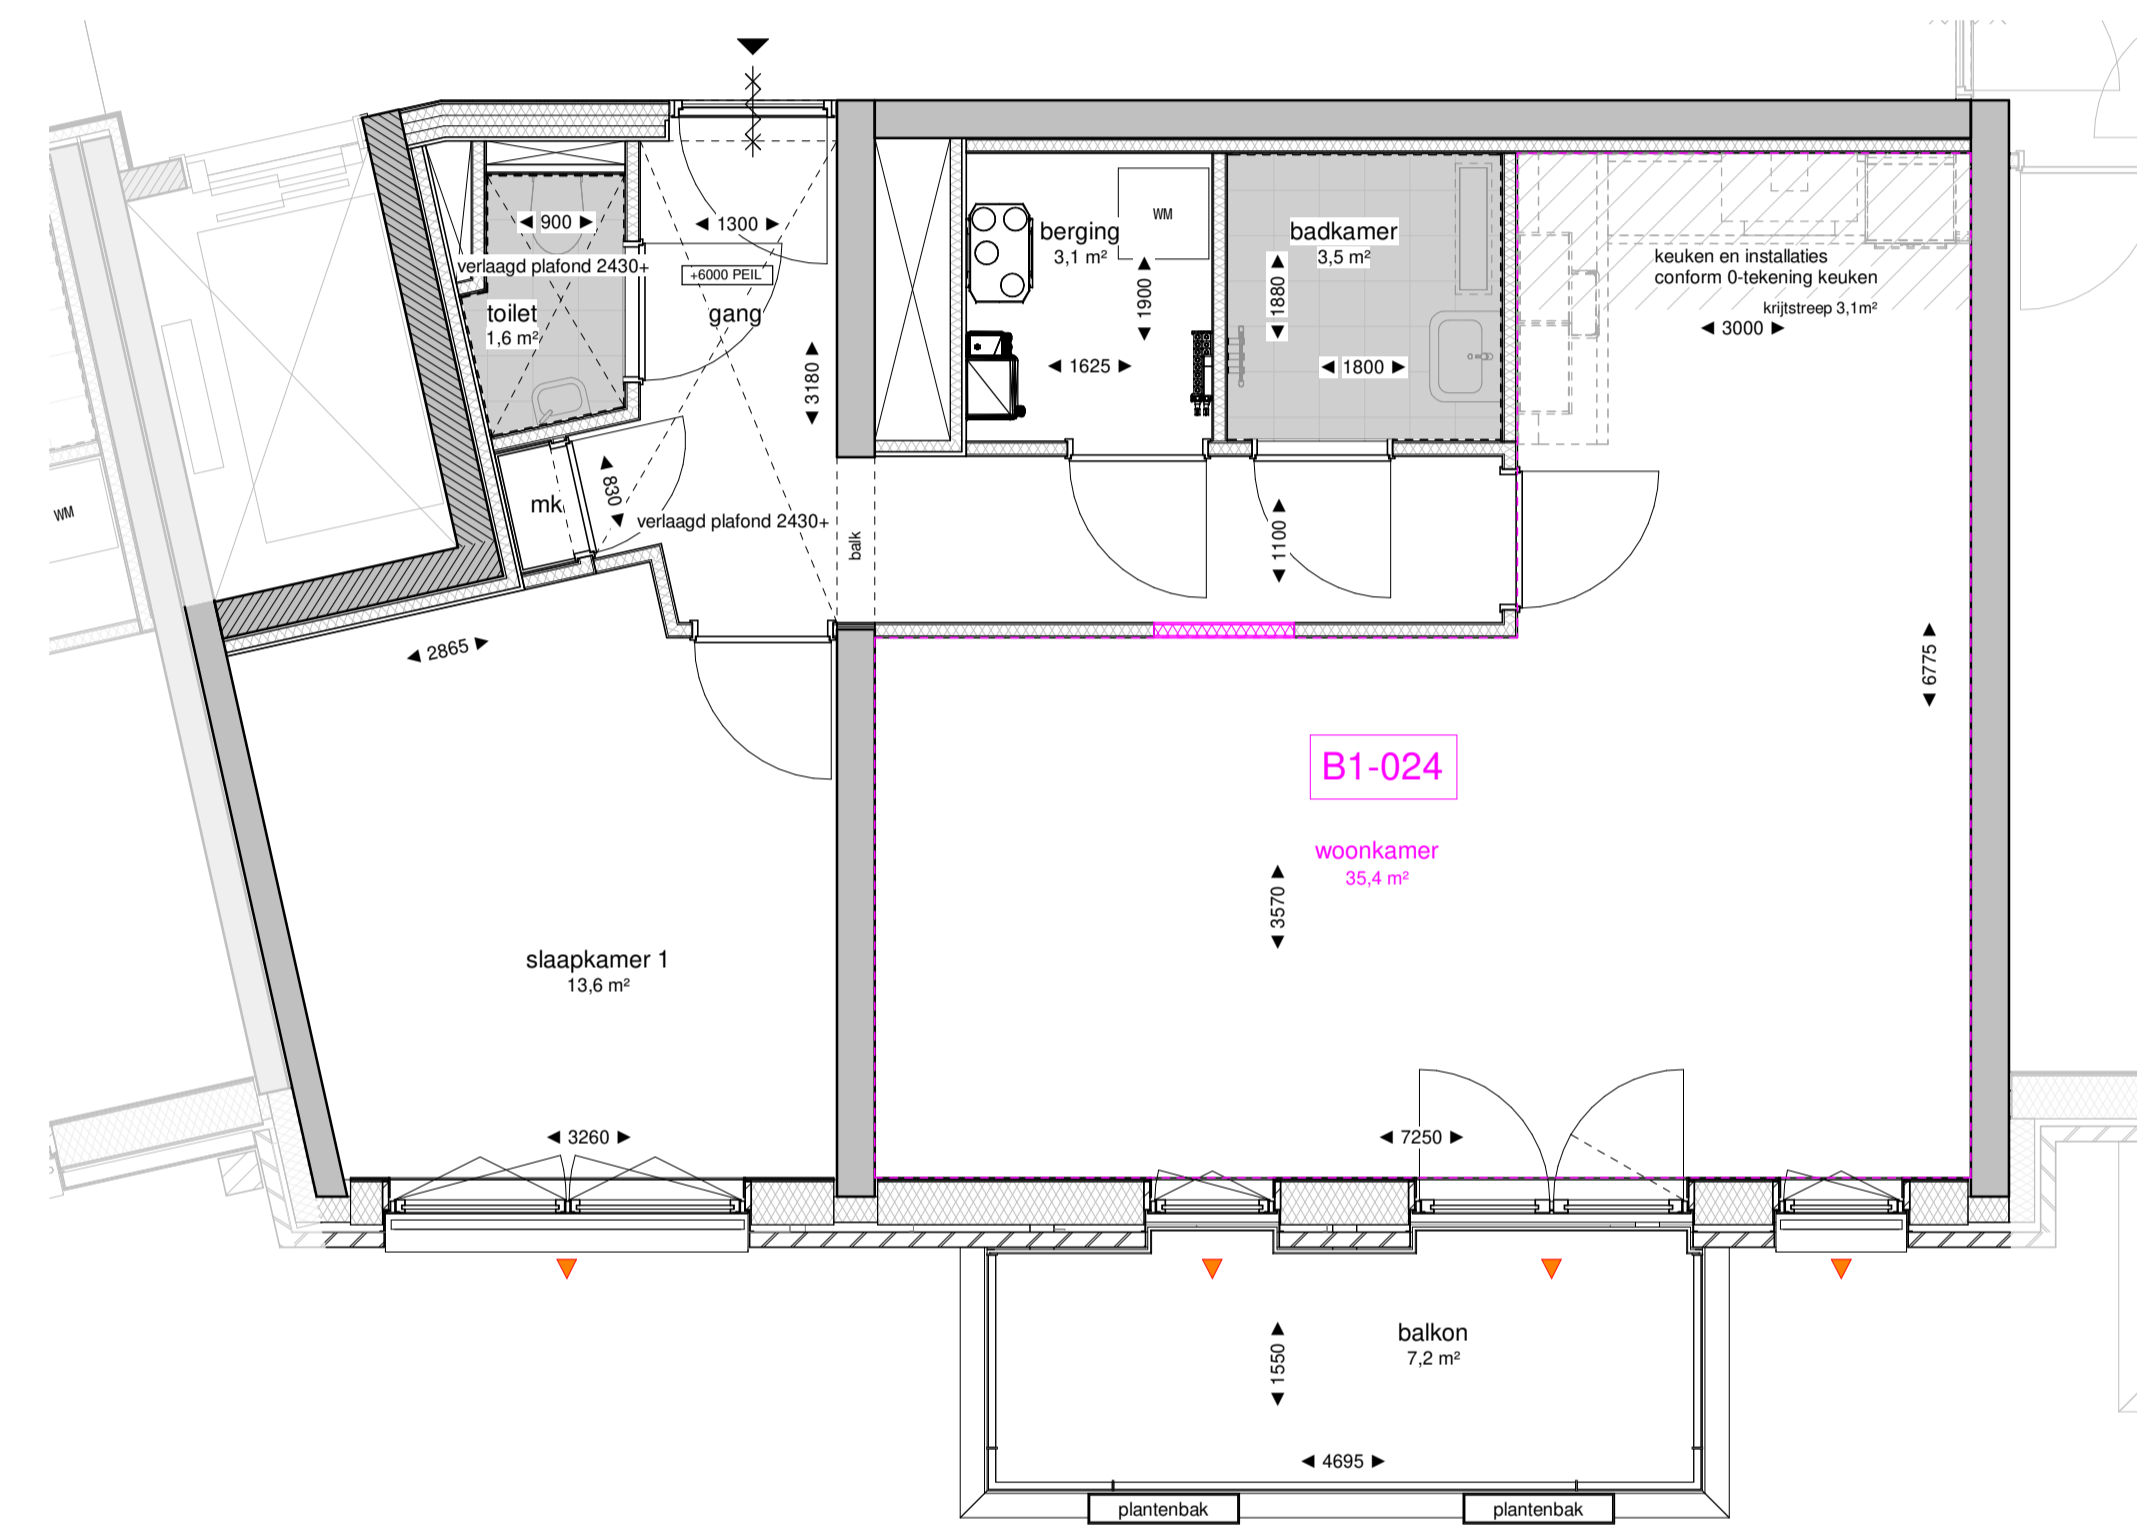 900
1300
verlaagd plafond 2430+
+6000 PEIL
toilet
1,6 m²
gang
3180
berging
3,1 m²
WM
1900
1625
badkamer
3,5 m²
1880
1800
keuken en installaties
conform 0-tekening keuken
krijtstreep 3,1m²
3000
WM
mk
830
verlaagd plafond 2430+
balk
1100
2865
6775
B1-024
woonkamer
35,4 m²
3570
slaapkamer 1
13,6 m²
3260
7250
balkon
7,2 m²
1550
4695
plantenbak
plantenbak